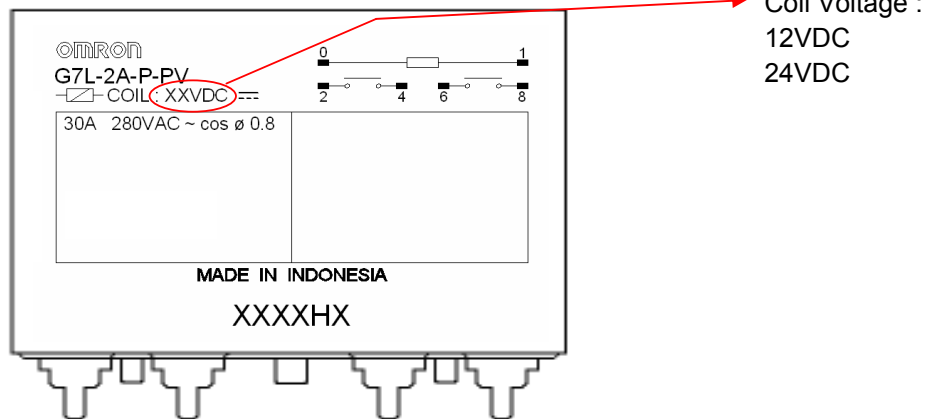 Coil Voltage :
12VDC
24VDC
omron
G7L-2A-P-PV
COIL : XXVDC
0 1
2 4 6 8
30A 280VAC ~ cos ø 0.8
MADE IN INDONESIA
XXXXHX